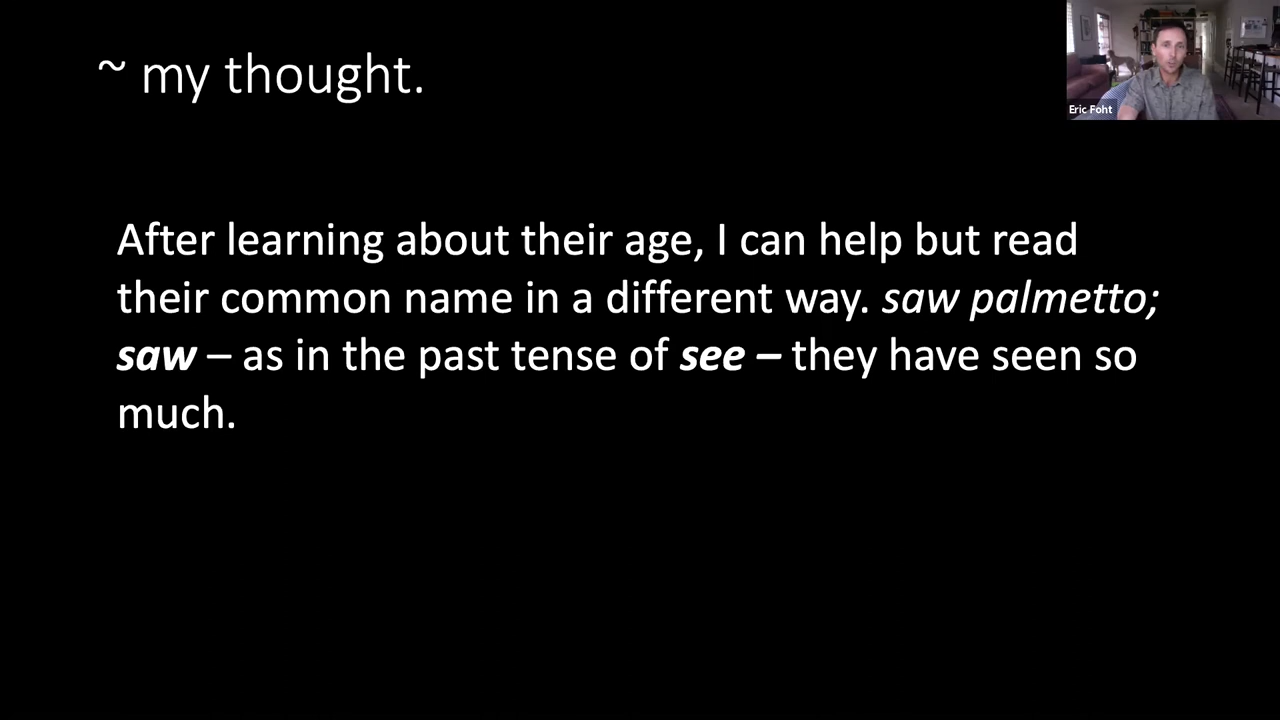 ~ my thought.
Eric Foht
After learning about their age, I can help but read
their common name in a different way. saw palmetto;
saw – as in the past tense of see – they have seen so
much.